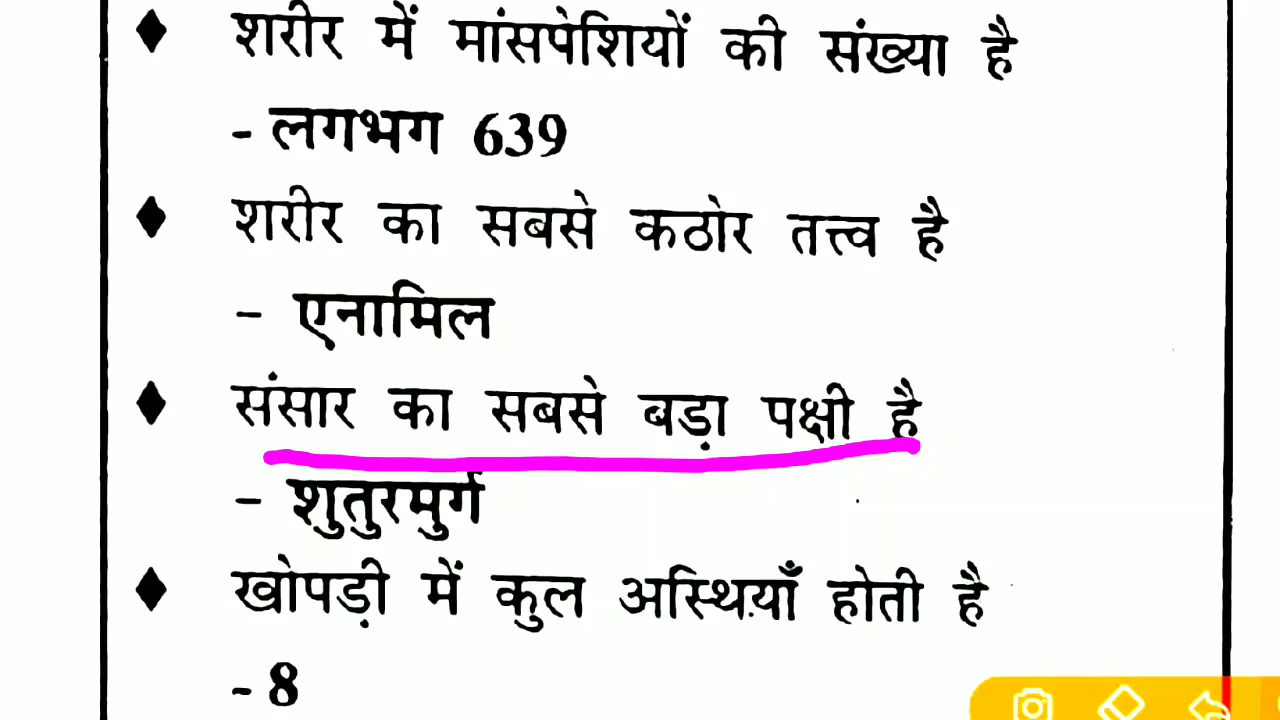 ♦ शरीर में मांसपेशियों की संख्या है
- लगभग 639
♦ शरीर का सबसे कठोर तत्त्व है
- एनामिल
♦ संसार का सबसे बड़ा पक्षी है
- शुतुरमुर्ग
♦ खोपड़ी में कुल अस्थियाँ होती है
- 8